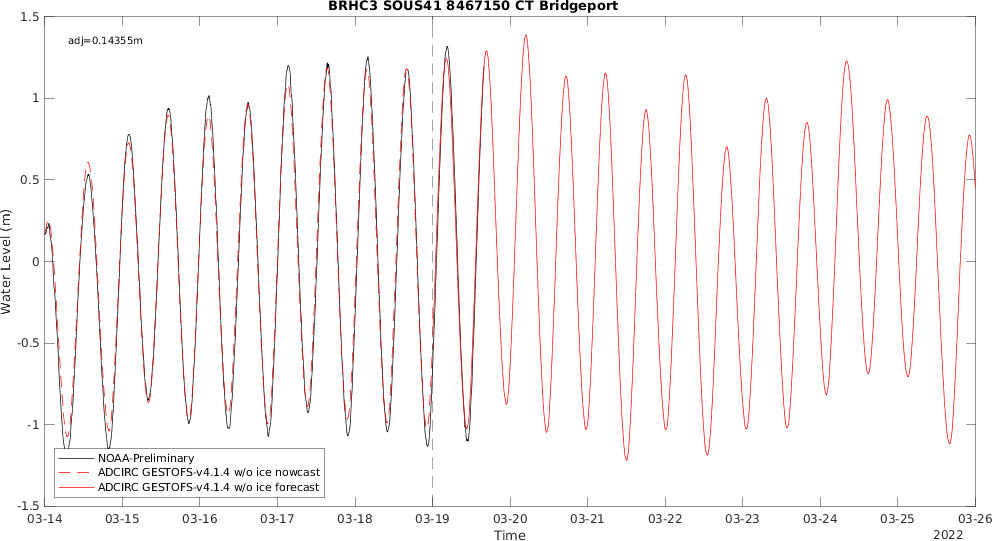 BRHC3 SOUS41 8467150 CT Bridgeport
adj=0.14355m
1.5
1
0.5
0
-0.5
-1
-1.5
Water Level (m)
NOAA-Preliminary
ADCIRC GESTOFS-v4.1.4 w/o ice nowcast
ADCIRC GESTOFS-v4.1.4 w/o ice forecast
03-14 03-15 03-16 03-17 03-18 03-19 03-20 03-21 03-22 03-23 03-24 03-25 03-26
Time
2022